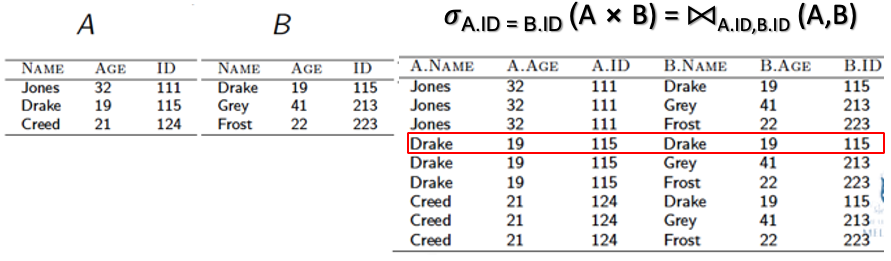 A
B
σA.ID = B.ID (A × B) = ⋈A.ID,B.ID (A,B)
NAME AGE ID
Jones 32 111
Drake 19 115
Creed 21 124
NAME AGE ID
Drake 19 115
Grey 41 213
Frost 22 223
A.NAME A.AGE A.ID B.NAME B.AGE B.ID
Jones 32 111 Drake 19 115
Jones 32 111 Grey 41 213
Jones 32 111 Frost 22 223
Drake 19 115 Drake 19 115
Drake 19 115 Grey 41 213
Drake 19 115 Frost 22 223
Creed 21 124 Drake 19 115
Creed 21 124 Grey 41 213
Creed 21 124 Frost 22 223